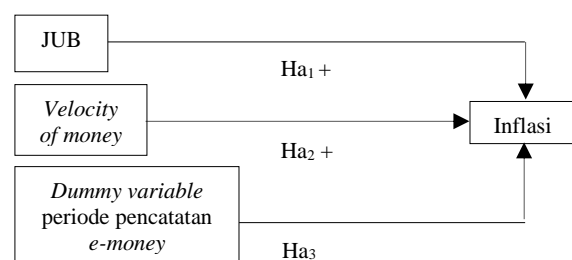 JUB
Ha₁ +
Velocity
of money
Inflasi
Ha₂ +
Dummy variable
periode pencatatan
e-money
Ha₃